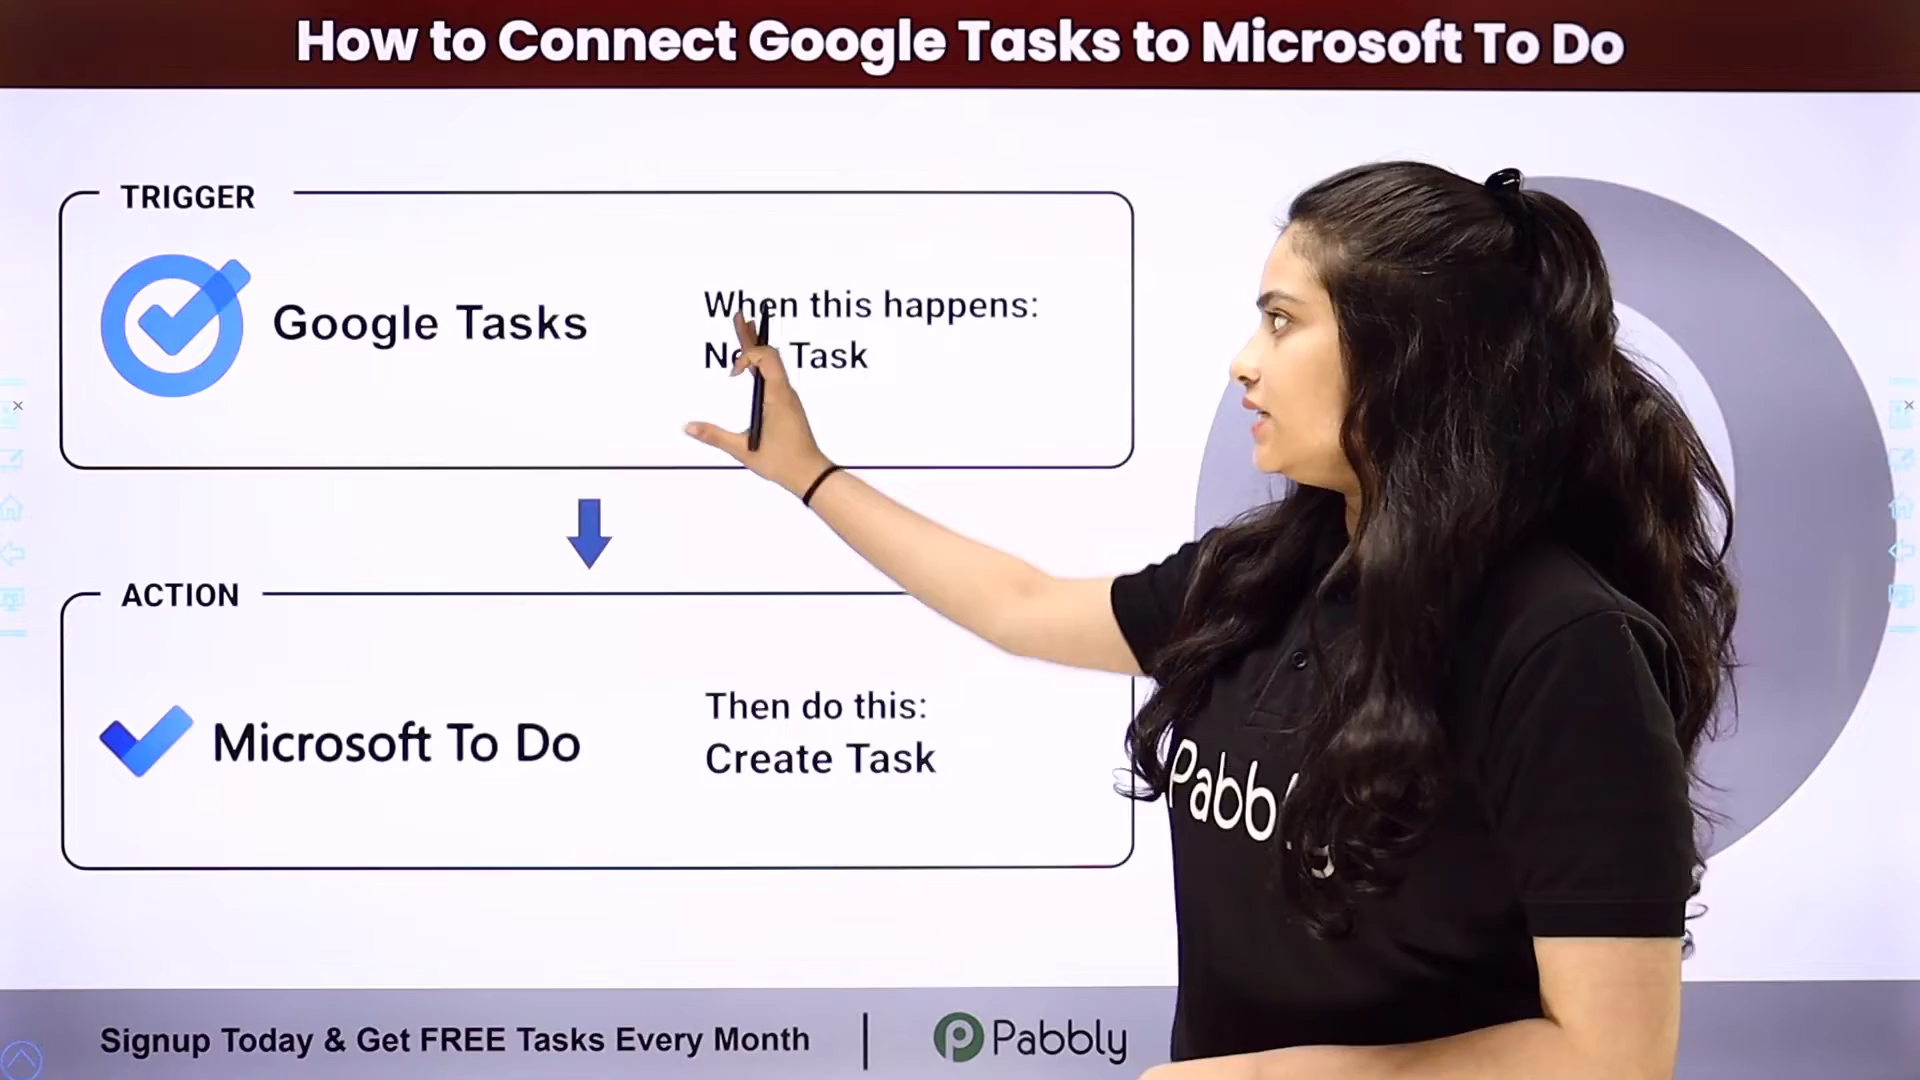 How to Connect Google Tasks to Microsoft To Do
TRIGGER
Google Tasks
When this happens:
Task
ACTION
Microsoft To Do
Then do this:
Create Task
Pabb
Signup Today & Get FREE Tasks Every Month
Pabbly